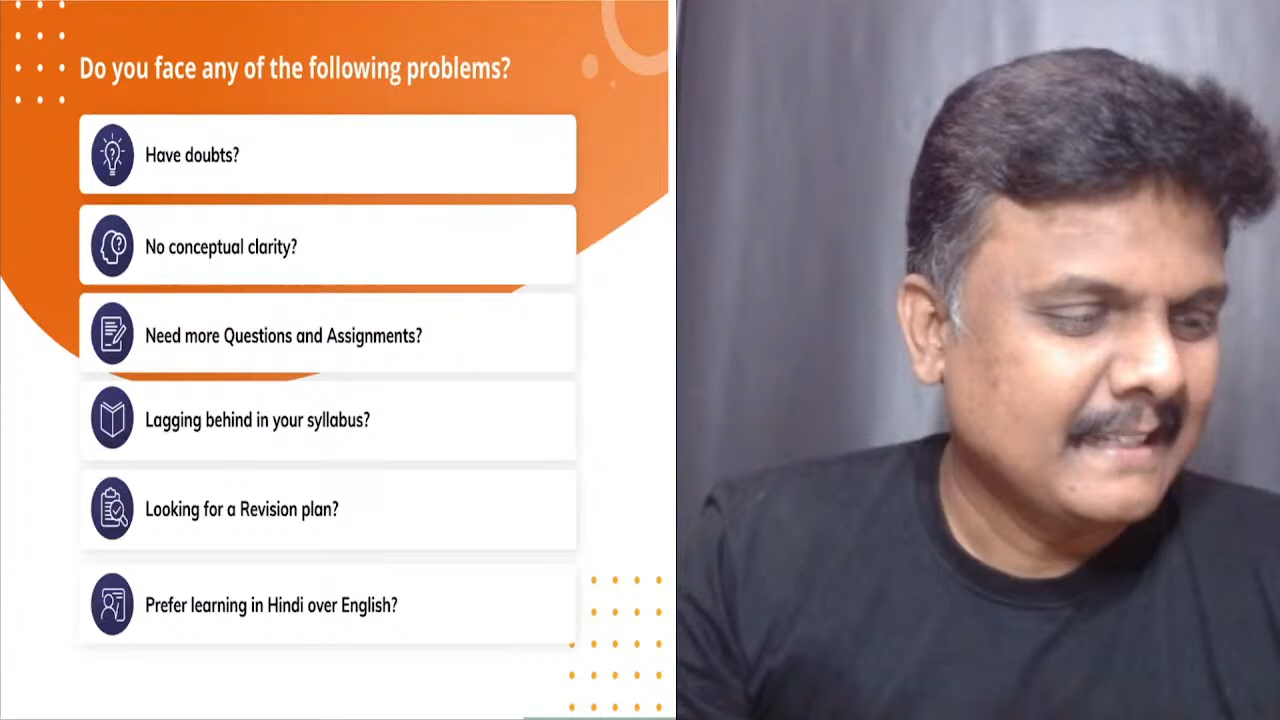 Do you face any of the following problems?
Have doubts?
No conceptual clarity?
Need more Questions and Assignments?
Lagging behind in your syllabus?
Looking for a Revision plan?
Prefer learning in Hindi over English?